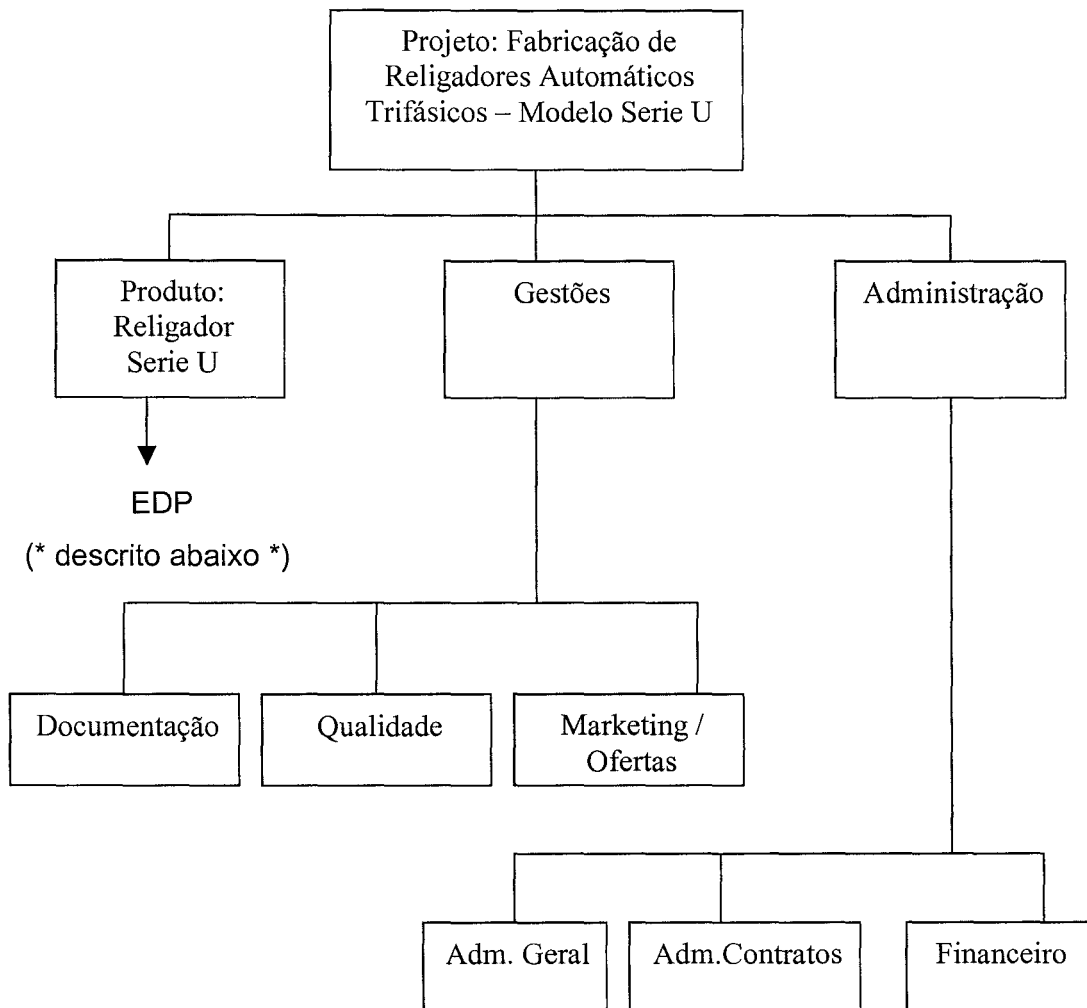 Projeto: Fabricação de
Religadores Automáticos
Trifásicos – Modelo Serie U
Produto:
Religador
Serie U
Gestões
Administração
EDP
(* descrito abaixo *)
Documentação
Qualidade
Marketing /
Ofertas
Adm. Geral
Adm.Contratos
Financeiro